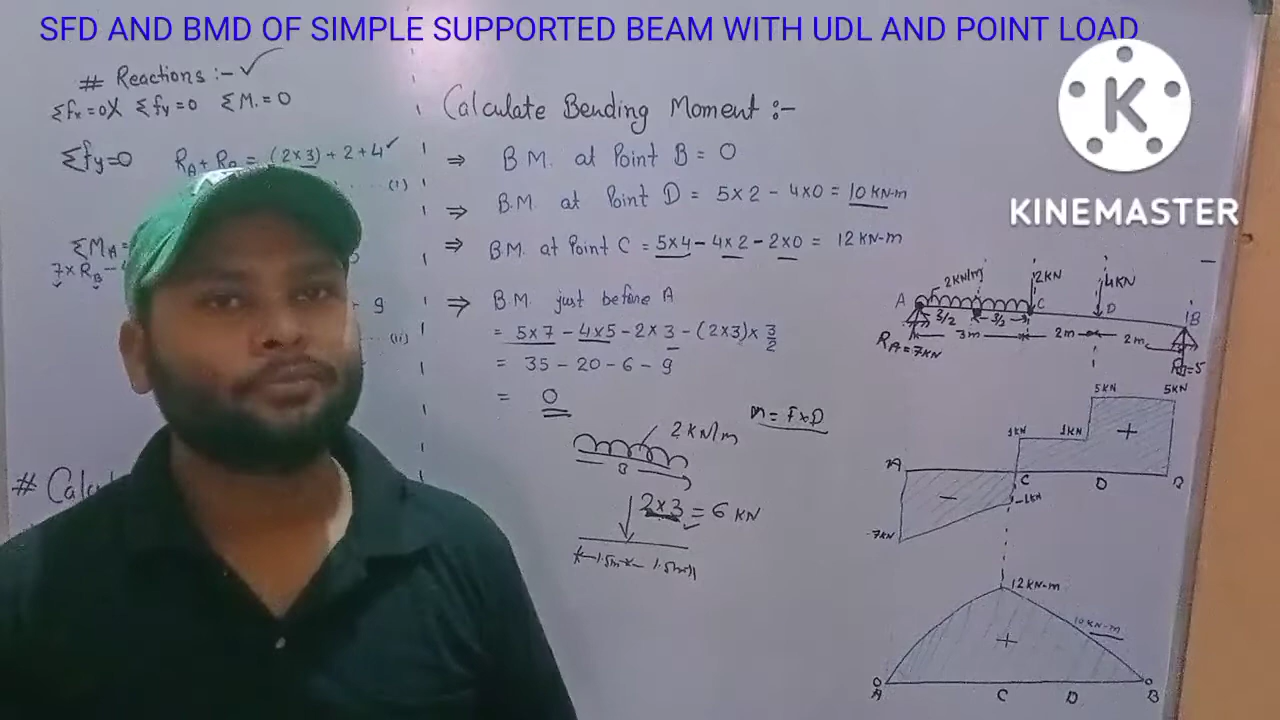 SFD AND BMD OF SIMPLE SUPPORTED BEAM WITH UDL AND POINT LOAD
K
KINEMASTER
# Reactions :- ✓
Σfx=0X Σfy=0 ΣM.=0
Σfy=0 RA+ RB = (2×3)+2+4 ✓
....(i)
ΣMA=
7×RB-
9
...(ii)
# Calc
Calculate Bending Moment :-
⇒ B.M. at Point B = 0
⇒ B.M. at Point D = 5×2 - 4×0 = 10 KN-m
⇒ B.M. at Point C = 5×4 - 4×2 - 2×0 = 12 KN-m
⇒ B.M. just before A
= 5×7 - 4×5 - 2×3 - (2×3)× 3/2
= 35 - 20 - 6 - 9
= 0
M = F×D
2 KN/m
3
2×3 = 6 KN
1.5m 1.5m
2KN/m 2KN 4KN
A C D B
3/2 3/2
3m 2m 2m
RA=7KN
RB=5
5KN 5KN
1KN 1KN
+
A C D B
-
-1KN
-7KN
12 KN-m
10KN-m
+
0 0
A C D B